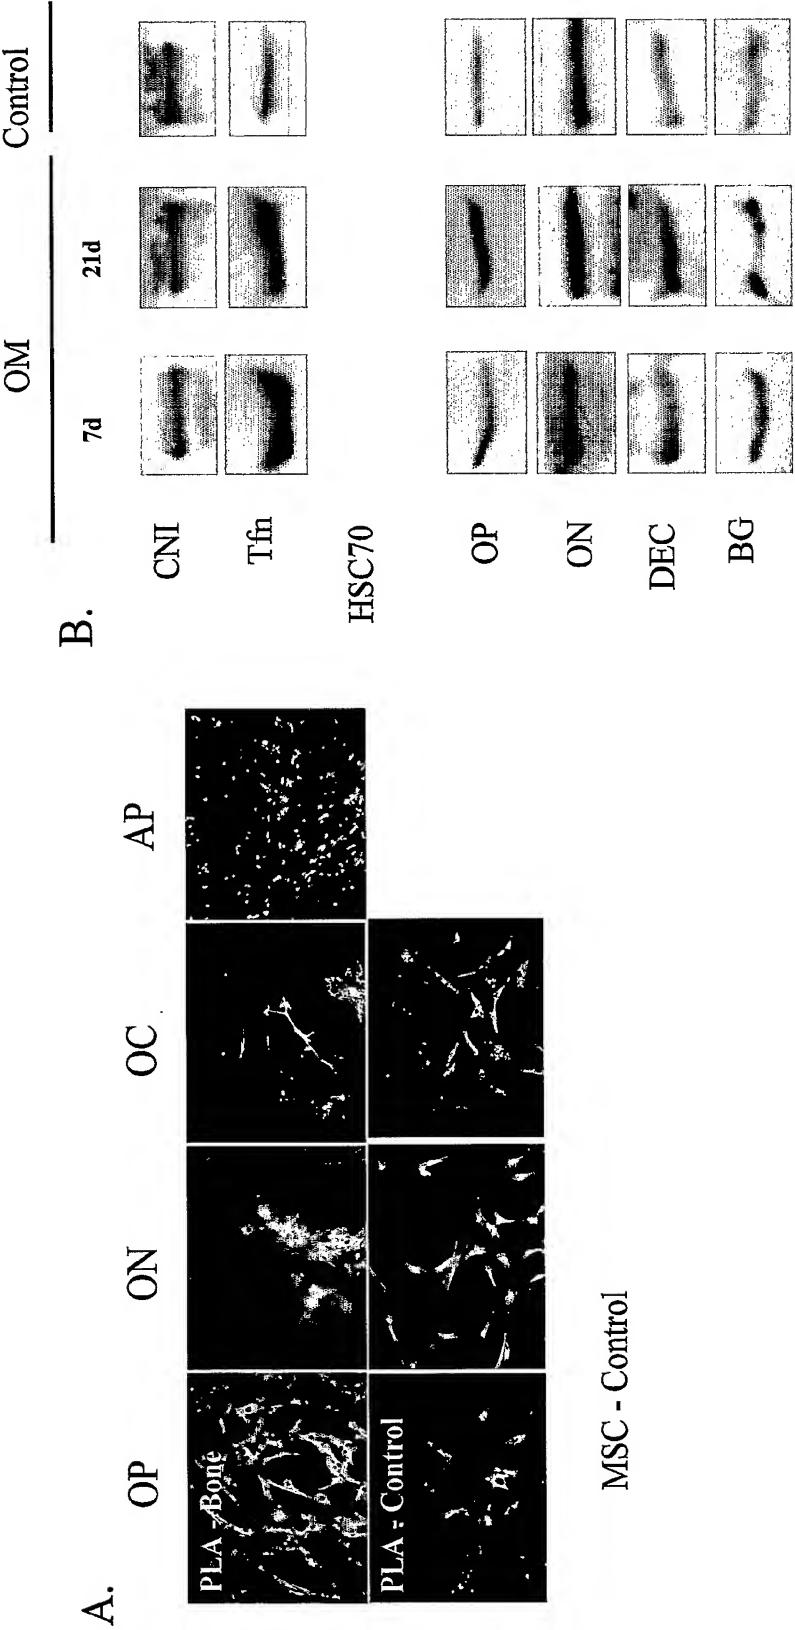 A.
OP ON OC AP
PLA - Bone
PLA - Control
MSC - Control
B.
OM Control
7d 21d
CNI
Tfn
HSC70
OP
ON
DEC
BG